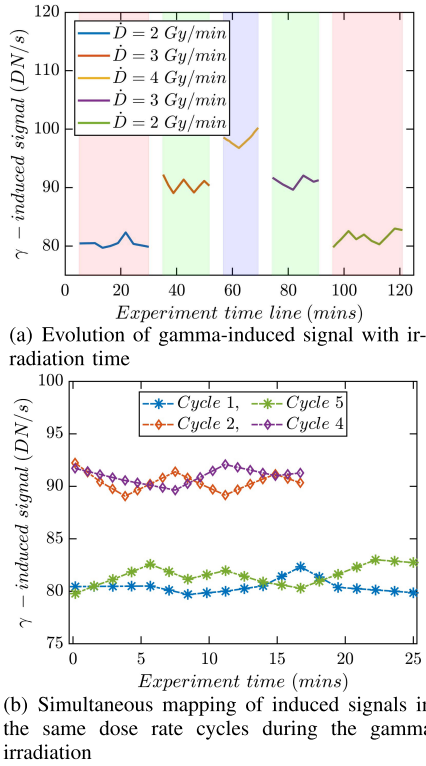 120
110
100
90
80
γ − induced signal (DN/s)
Ḋ = 2 Gy/min
Ḋ = 3 Gy/min
Ḋ = 4 Gy/min
Ḋ = 3 Gy/min
Ḋ = 2 Gy/min
0 20 40 60 80 100 120
Experiment time line (mins)
(a) Evolution of gamma-induced signal with ir-
radiation time
100
95
90
85
80
75
γ − induced signal (DN/s)
Cycle 1, Cycle 5
Cycle 2, Cycle 4
0 5 10 15 20 25
Experiment time (mins)
(b) Simultaneous mapping of induced signals in
the same dose rate cycles during the gamma
irradiation